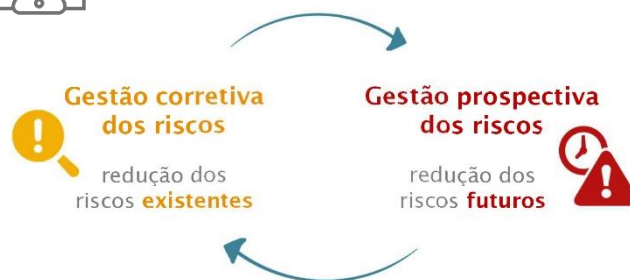 Gestão corretiva
dos riscos
redução dos
riscos existentes
Gestão prospectiva
dos riscos
redução dos
riscos futuros